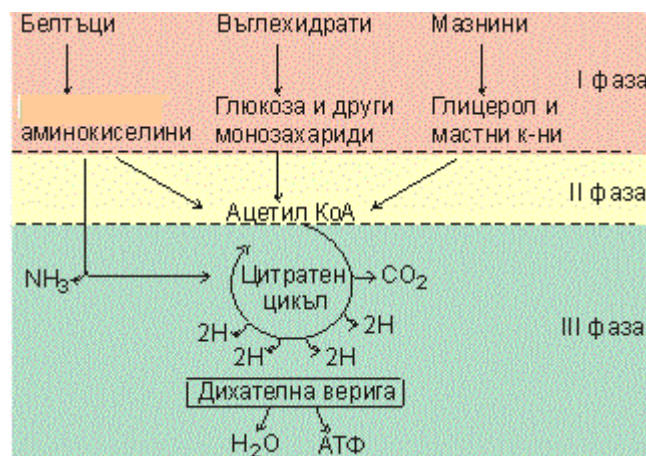 Белтъци Въглехидрати Мазнини
I фаза
аминокиселини
Глюкоза и други
монозахариди
Глицерол и
мастни к-ни
II фаза
Ацетил КоА
NH3
Цитратен
цикъл
CO2
2H
2H
2H
2H
III фаза
Дихателна верига
H2O АТФ